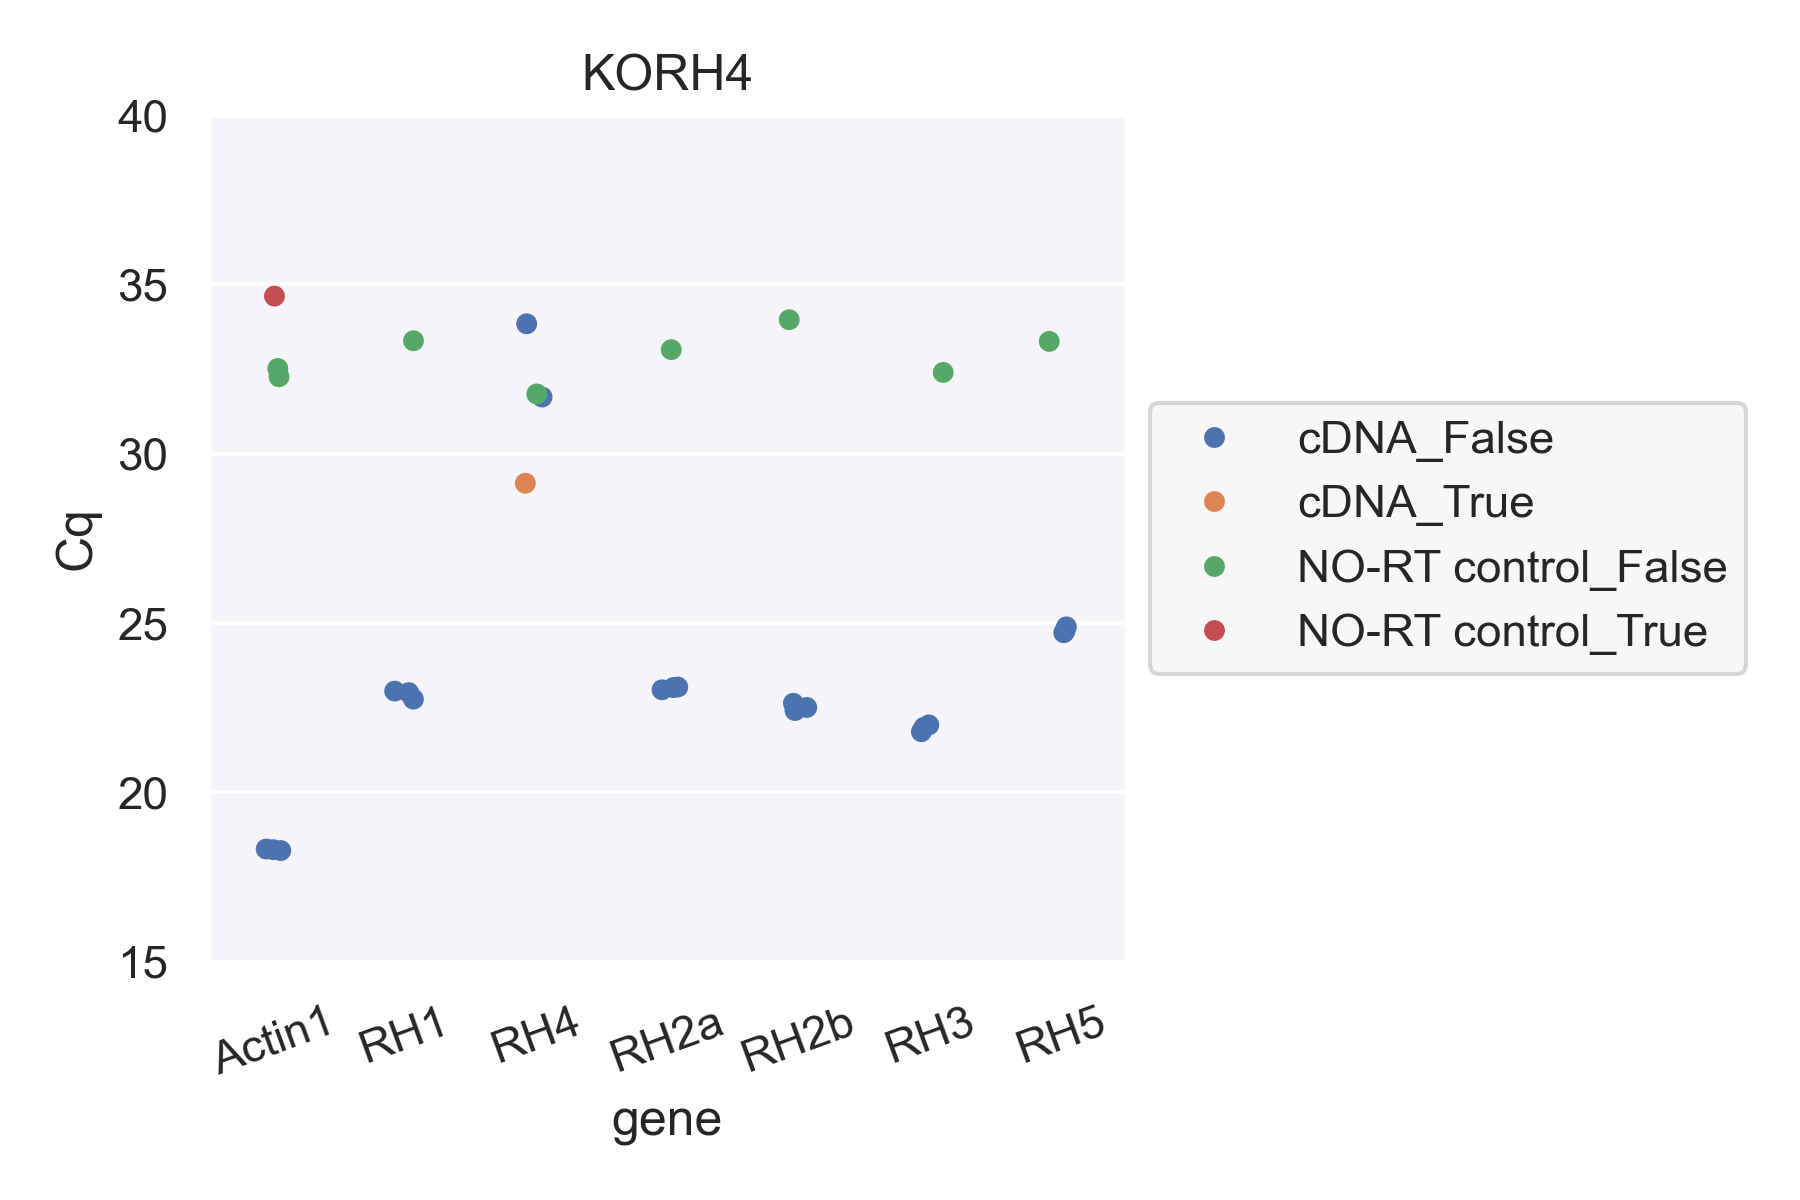 KORH4
40
35
30
25
20
15
Cq
Actin1
RH1
RH4
RH2a
RH2b
RH3
RH5
gene
cDNA_False
cDNA_True
NO-RT control_False
NO-RT control_True